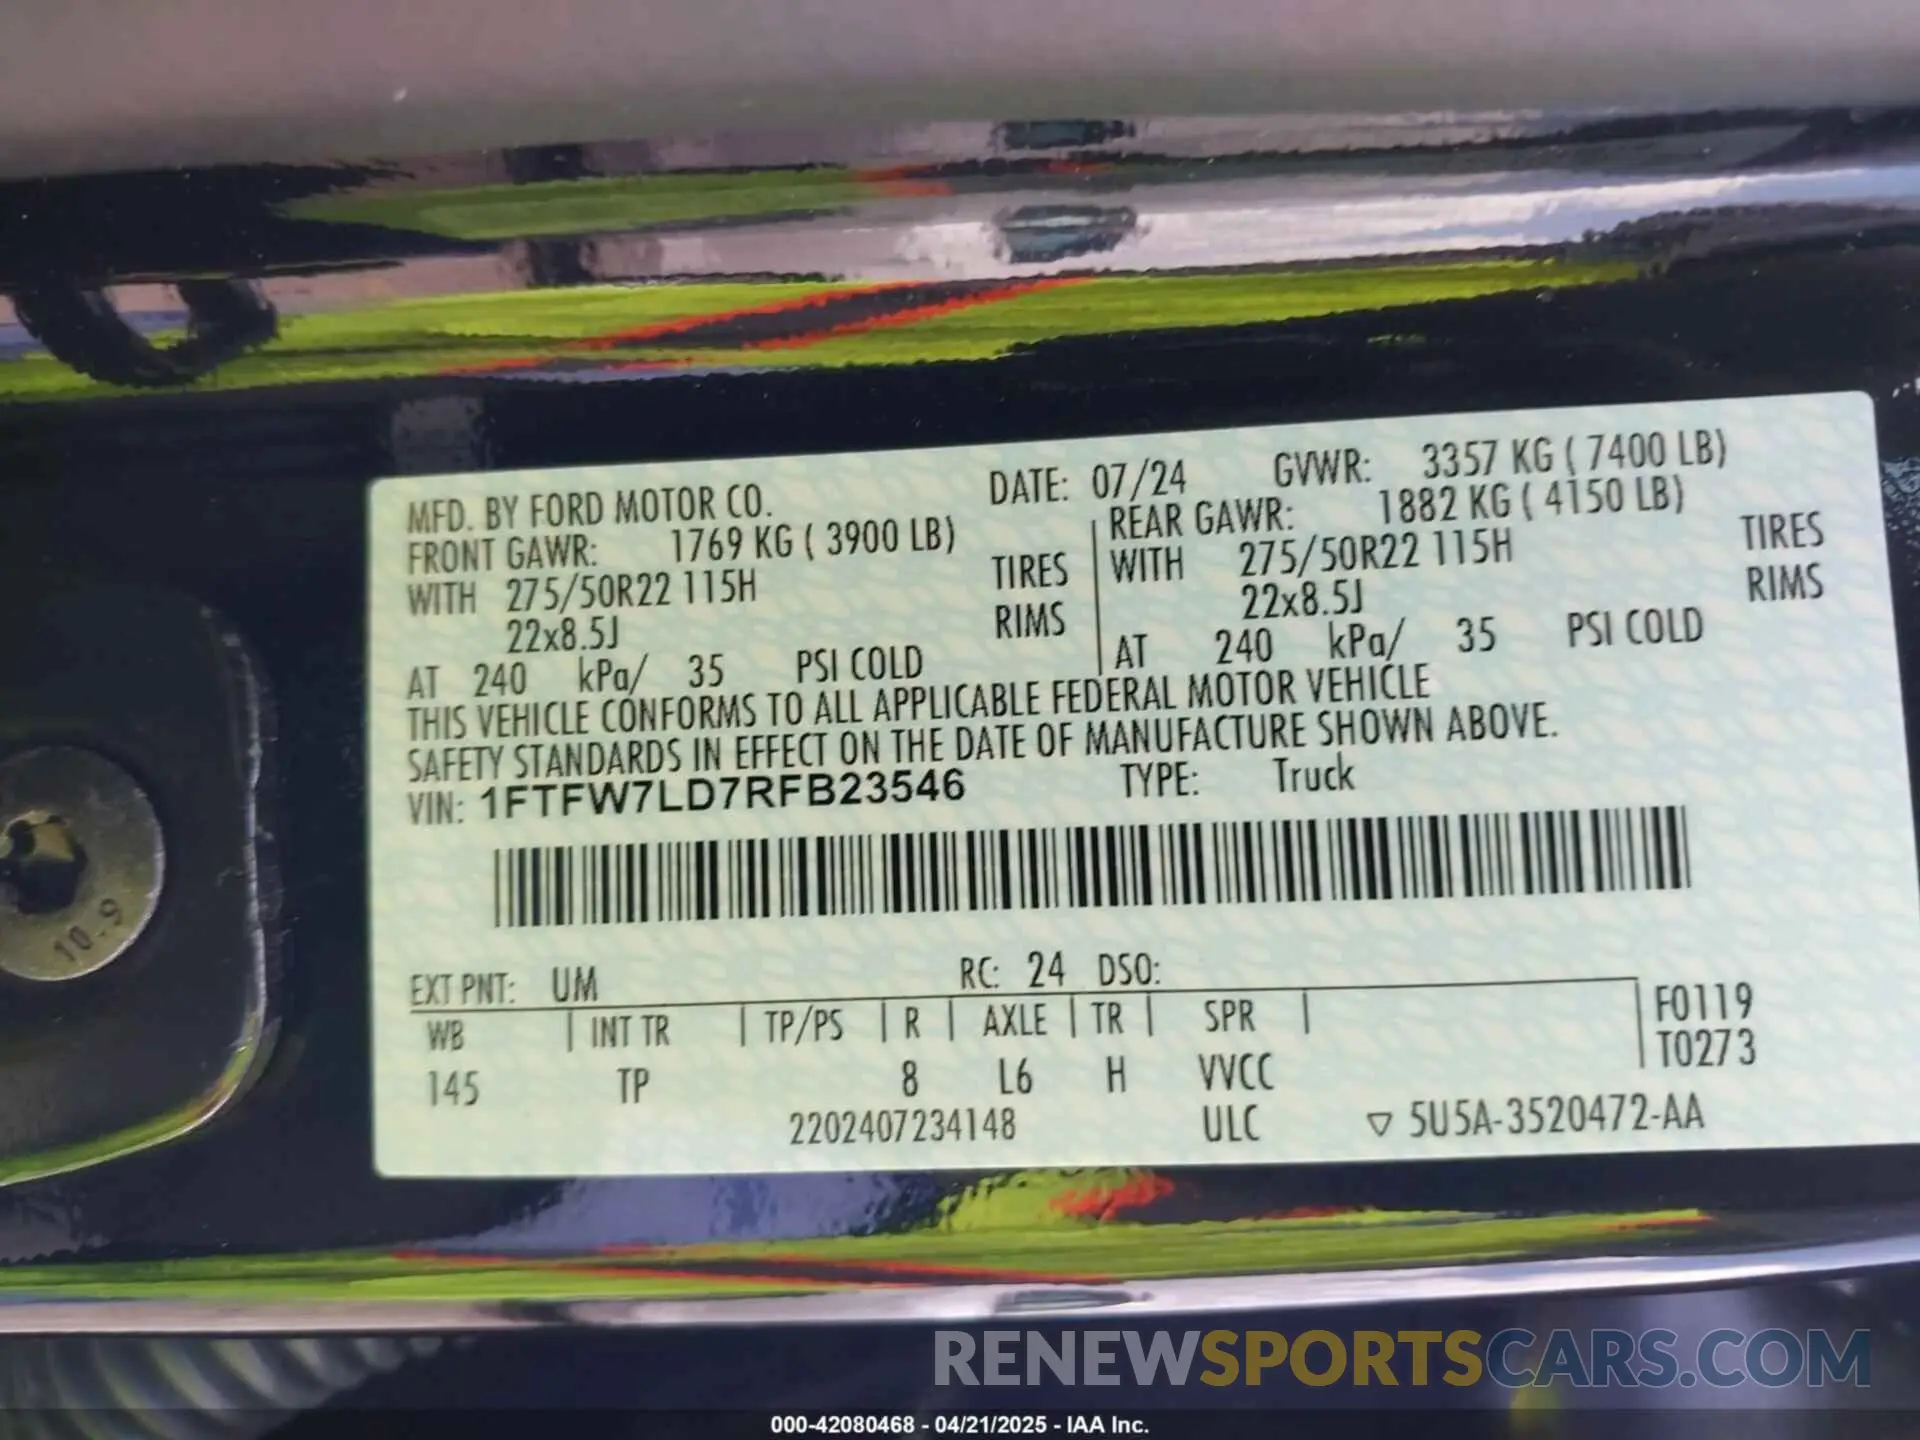 MFD. BY FORD MOTOR CO. DATE: 07/24 GVWR: 3357 KG ( 7400 LB)
FRONT GAWR: 1769 KG ( 3900 LB) REAR GAWR: 1882 KG ( 4150 LB)
WITH 275/50R22 115H TIRES WITH 275/50R22 115H TIRES
22x8.5J RIMS 22x8.5J RIMS
AT 240 kPa/ 35 PSI COLD AT 240 kPa/ 35 PSI COLD
THIS VEHICLE CONFORMS TO ALL APPLICABLE FEDERAL MOTOR VEHICLE
SAFETY STANDARDS IN EFFECT ON THE DATE OF MANUFACTURE SHOWN ABOVE.
VIN: 1FTFW7LD7RFB23546 TYPE: Truck
EXT PNT: UM RC: 24 DSO:
WB INT TR TP/PS R AXLE TR SPR F0119
145 TP 8 L6 H VVCC T0273
2202407234148 ULC ▽ 5U5A-3520472-AA
10.9
RENEWSPORTSCARS.COM
000-42080468 - 04/21/2025 - IAA Inc.